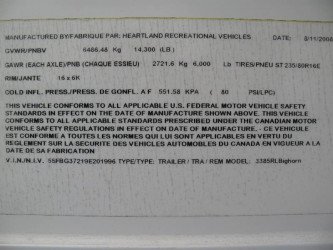 MANUFACTURED BY/FABRIQUE PAR: HEARTLAND RECREATIONAL VEHICLES
DATE 8/11/2008
GVWR/PNBV 6486.48 Kg 14,300 (LB.)
GAWR (EACH AXLE)/PNB (CHAQUE ESSIEU) 2721.6 Kg 6,000 Lb TIRES/PNEU ST 235/80R16E
RIM/JANTE 16 x 6K
COLD INFL. PRESS./PRESS. DE GONFL. A F 551.58 KPA ( 80 PSI/LPC)
THIS VEHICLE CONFORMS TO ALL APPLICABLE U.S. FEDERAL MOTOR VEHICLE SAFETY
STANDARDS IN EFFECT ON THE DATE OF MANUFACTURE SHOWN ABOVE. THIS VEHICLE
CONFORMS TO ALL APPLICABLE STANDARDS PRESCRIBED UNDER THE CANADIAN MOTOR
VEHICLE SAFETY REGULATIONS IN EFFECT ON THE DATE OF MANUFACTURE / CE VEHICULE
EST CONFORME A TOUTES LES NORMES QUI LUI SONT APPLICABLES EN VERTU DU
REGLEMENT SUR LA SECURITE DES VEHICULES AUTOMOBILES DU CANADA EN VIGUEUR A LA
DATE DE SA FABRICATION
V.I.N./N.I.V. 5SFBG37219E201996 TYPE/TYPE: TRAILER / TRA / REM MODEL: 3385RLBighorn